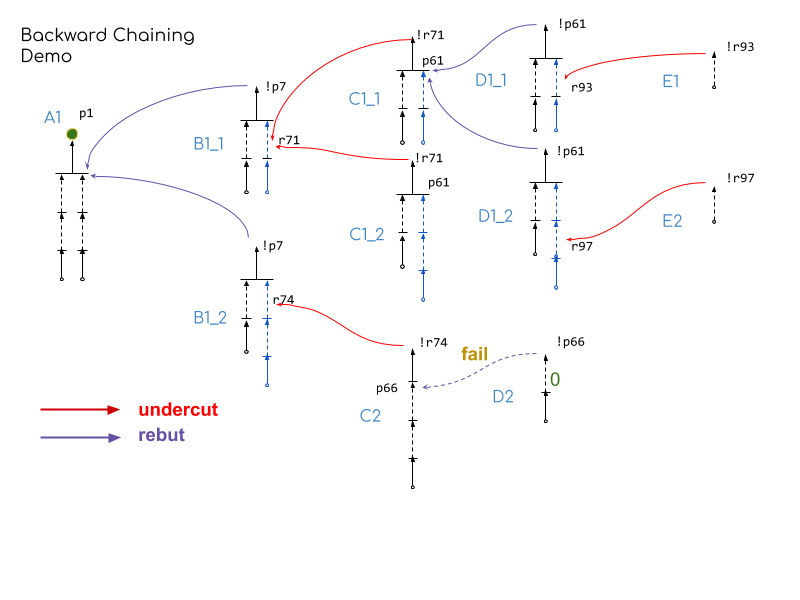 Backward Chaining
Demo
A1
p1
B1_1
!p7
r71
C1_1
!r71
p61
D1_1
!p61
r93
E1
!r93
C1_2
!r71
p61
D1_2
!p61
r97
E2
!r97
B1_2
!p7
r74
C2
!r74
p66
fail
D2
!p66
0
undercut
rebut